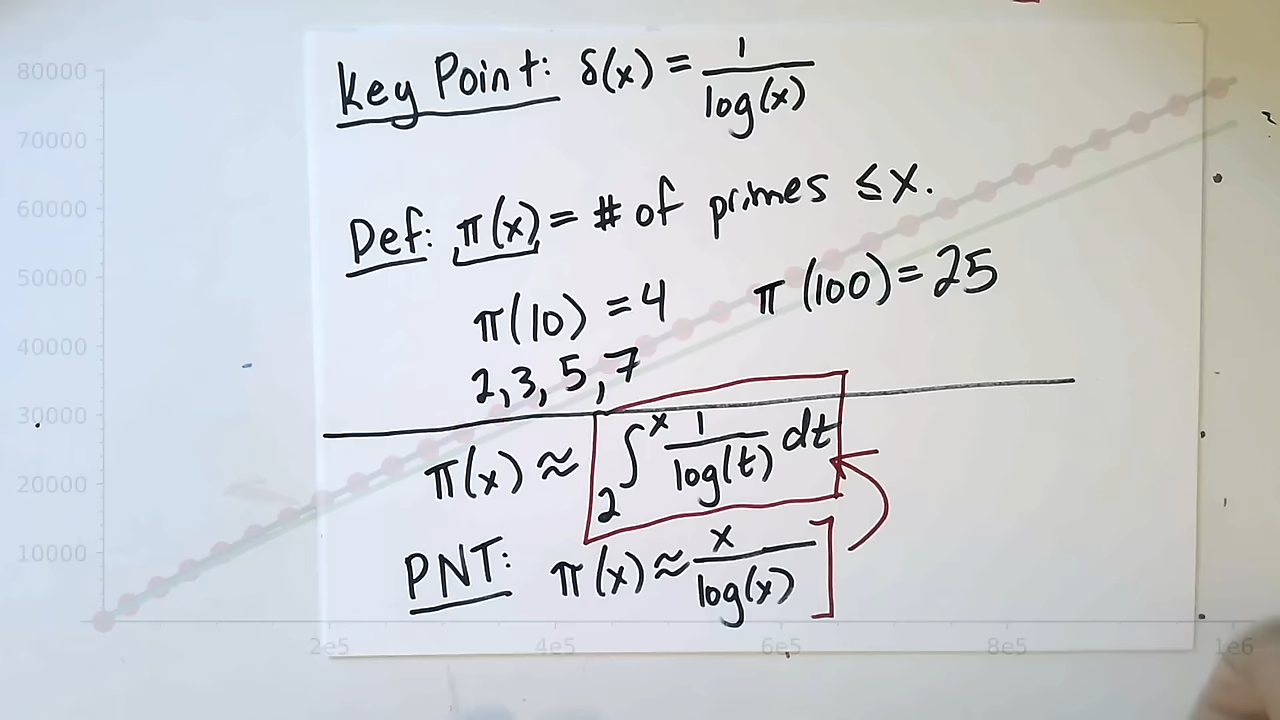 Key Point: δ(x) = 1/log(x)
Def: π(x) = # of primes ≤ x.
π(10) = 4 π(100) = 25
2, 3, 5, 7
π(x) ≈ ∫₂ˣ 1/log(t) dt
PNT: π(x) ≈ x/log(x)
80000
70000
60000
50000
40000
30000
20000
10000
2e5 4e5 6e5 8e5 1e6